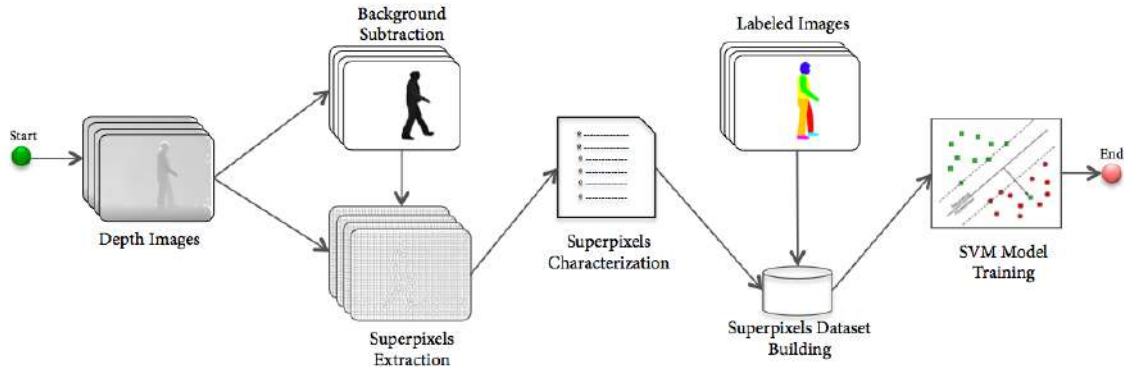 Start
Depth Images
Background
Subtraction
Superpixels
Extraction
Superpixels
Characterization
Labeled Images
Superpixels Dataset
Building
SVM Model
Training
End